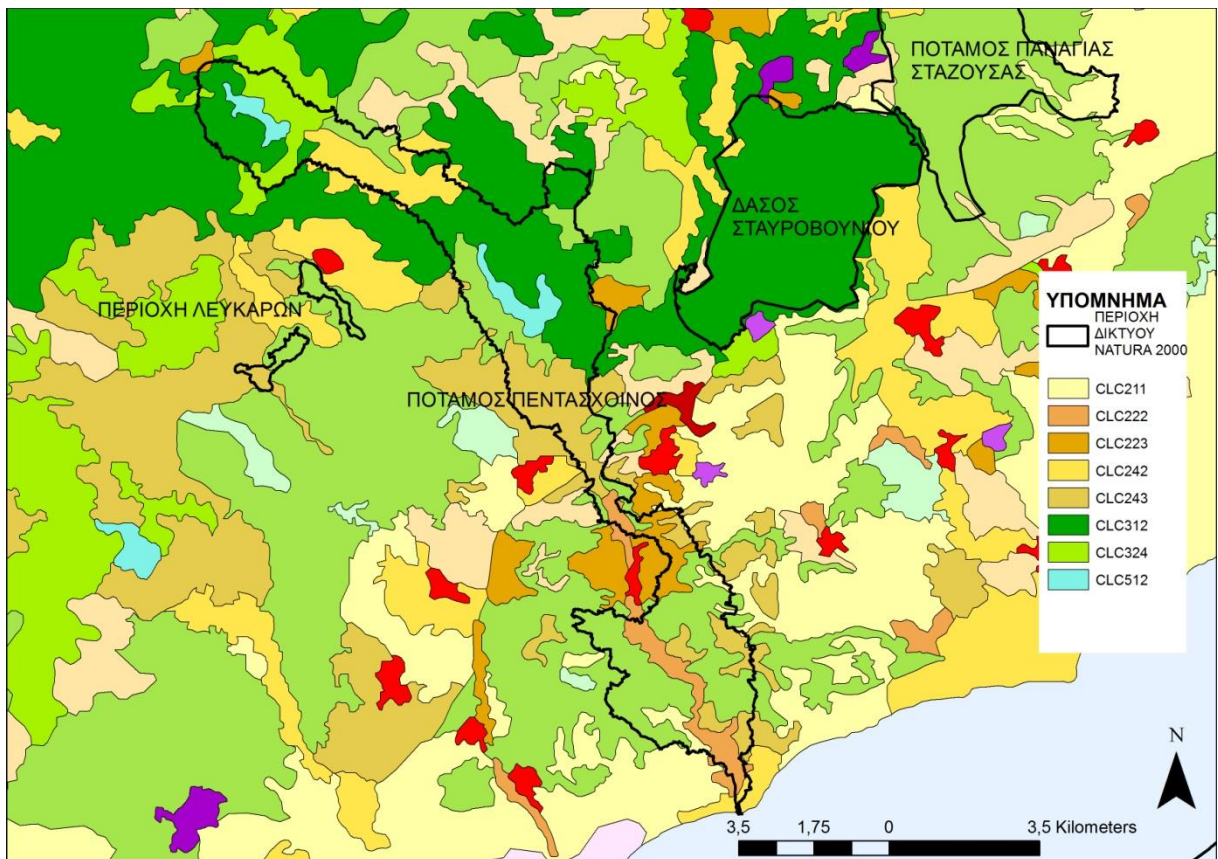 ΠΟΤΑΜΟΣ ΠΑΝΑΓΙΑΣ
ΣΤΑΖΟΥΣΑΣ
ΔΑΣΟΣ
ΣΤΑΥΡΟΒΟΥΝΙΟΥ
ΠΕΡΙΟΧΗ ΛΕΥΚΑΡΩΝ
ΠΟΤΑΜΟΣ ΠΕΝΤΑΣΧΟΙΝΟΣ
ΥΠΟΜΝΗΜΑ
ΠΕΡΙΟΧΗ
ΔΙΚΤΥΟΥ
NATURA 2000
CLC211
CLC222
CLC223
CLC242
CLC243
CLC312
CLC324
CLC512
N
3,5 1,75 0 3,5 Kilometers